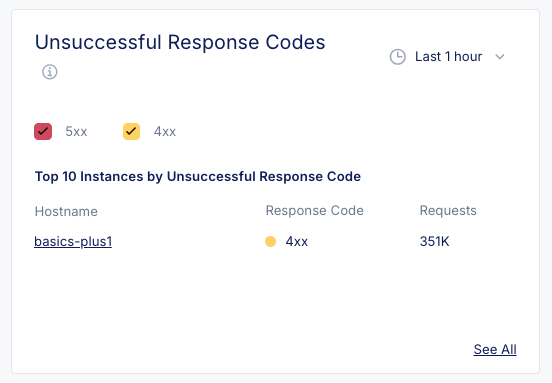 Unsuccessful Response Codes
Last 1 hour
5xx 4xx
Top 10 Instances by Unsuccessful Response Code
Hostname Response Code Requests
basics-plus1 4xx 351K
See All